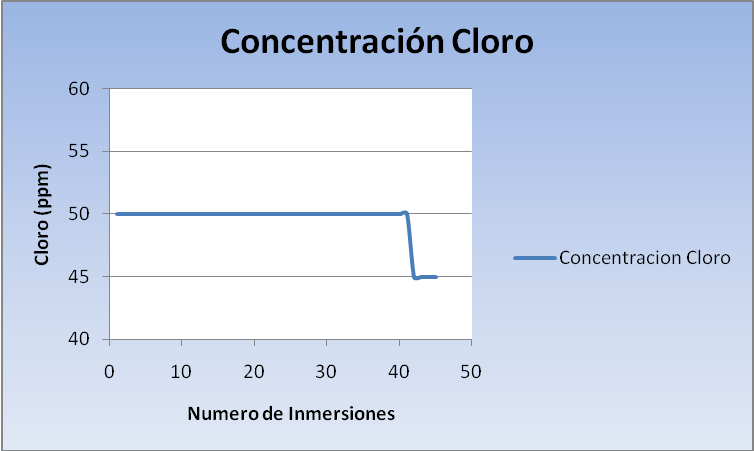 Concentración Cloro
60
55
50
45
40
Cloro (ppm)
0 10 20 30 40 50
Numero de Inmersiones
Concentracion Cloro